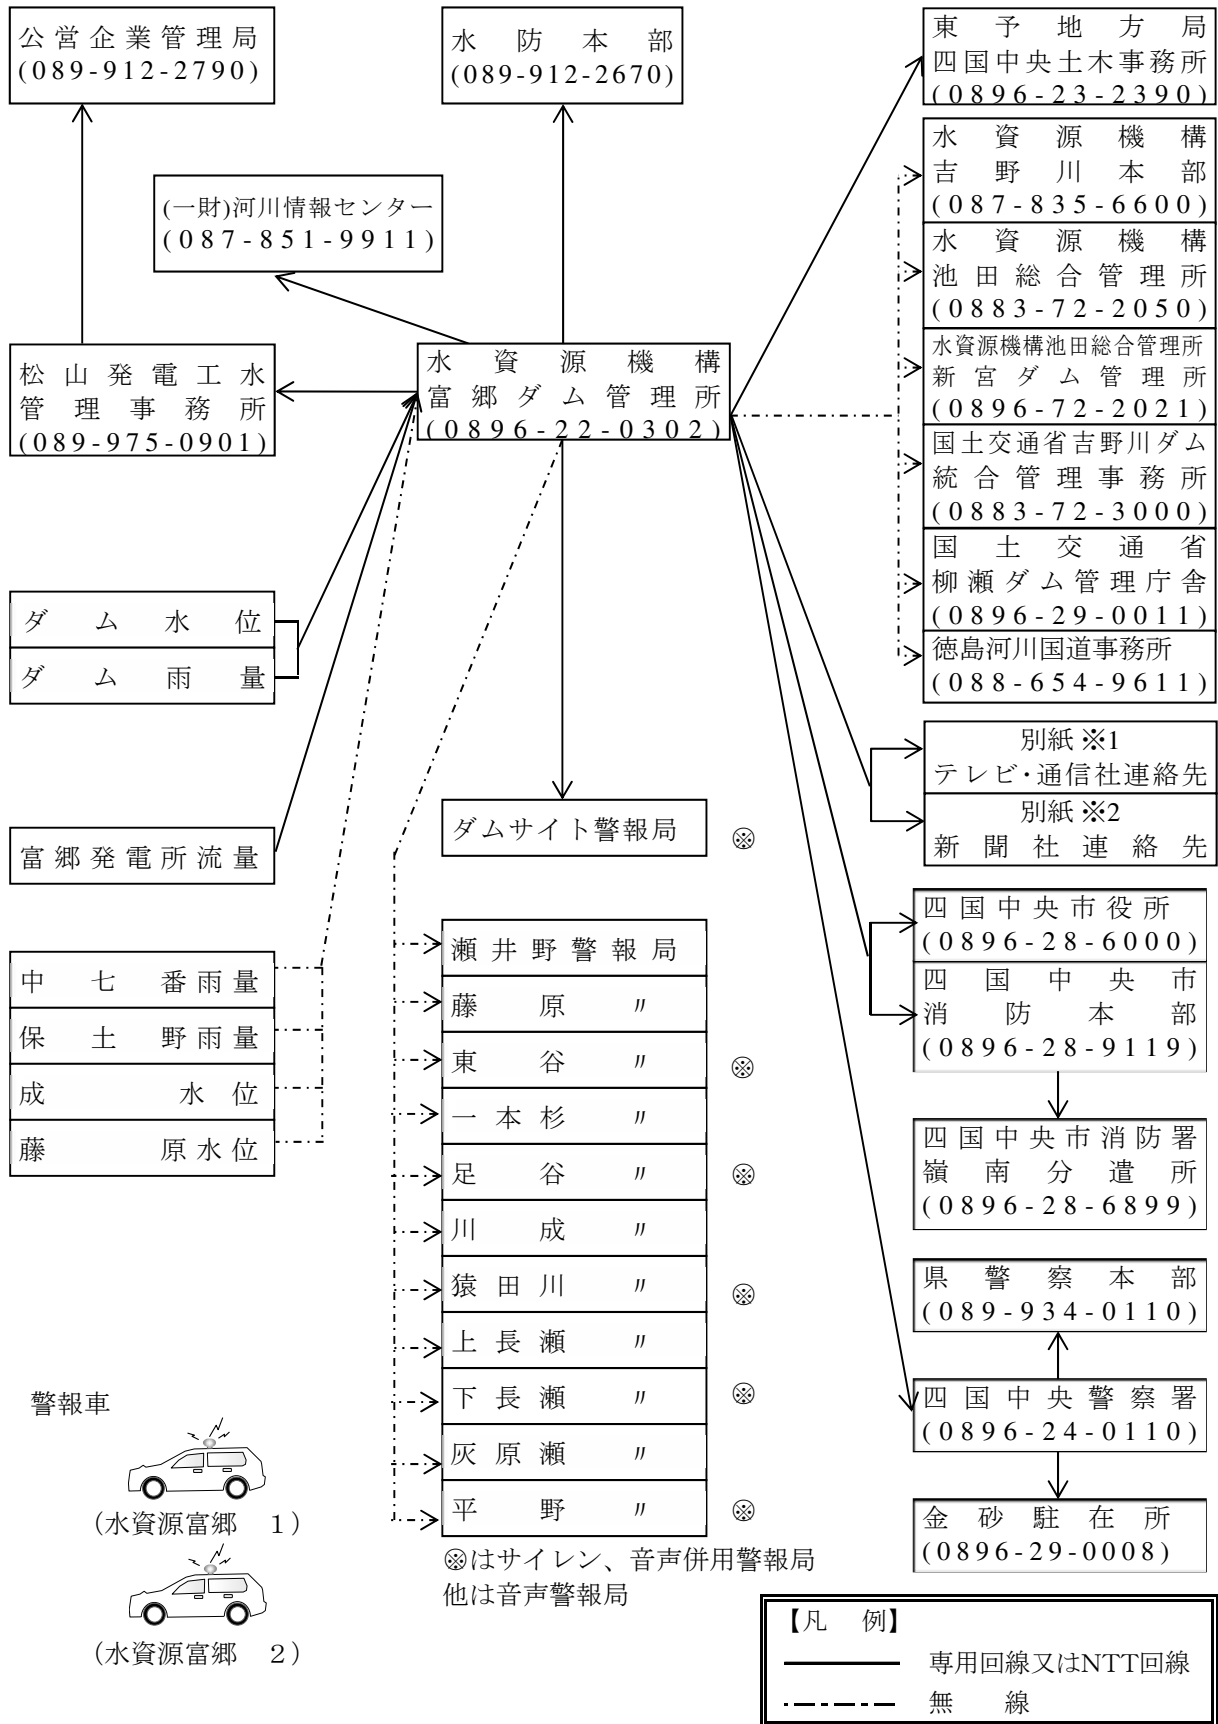 公営企業管理局
(089-912-2790)
水防本部
(089-912-2670)
東予地方局
四国中央土木事務所
(0896-23-2390)
水資源機構
吉野川本部
(087-835-6600)
水資源機構
池田総合管理所
(0883-72-2050)
水資源機構池田総合管理所
新宮ダム管理所
(0896-72-2021)
国土交通省吉野川ダム
統合管理事務所
(0883-72-3000)
国土交通省
柳瀬ダム管理庁舎
(0896-29-0011)
徳島河川国道事務所
(088-654-9611)
(一財)河川情報センター
(087-851-9911)
松山発電工水
管理事務所
(089-975-0901)
水資源機構
富郷ダム管理所
(0896-22-0302)
ダム水位
ダム雨量
富郷発電所流量
中七番雨量
保土野雨量
成水位
藤原水位
ダムサイト警報局 ※
瀬井野警報局
藤原 〃
東谷 〃 ※
一本杉 〃
足谷 〃 ※
川成 〃
猿田川 〃 ※
上長瀬 〃
下長瀬 〃 ※
灰原瀬 〃
平野 〃 ※
※はサイレン、音声併用警報局
他は音声警報局
別紙※1
テレビ・通信社連絡先
別紙※2
新聞社連絡先
四国中央市役所
(0896-28-6000)
四国中央市
消防本部
(0896-28-9119)
四国中央市消防署
嶺南分遣所
(0896-28-6899)
県警察本部
(089-934-0110)
四国中央警察署
(0896-24-0110)
金砂駐在所
(0896-29-0008)
警報車
(水資源富郷 1)
(水資源富郷 2)
【凡 例】
専用回線又はNTT回線
無 線